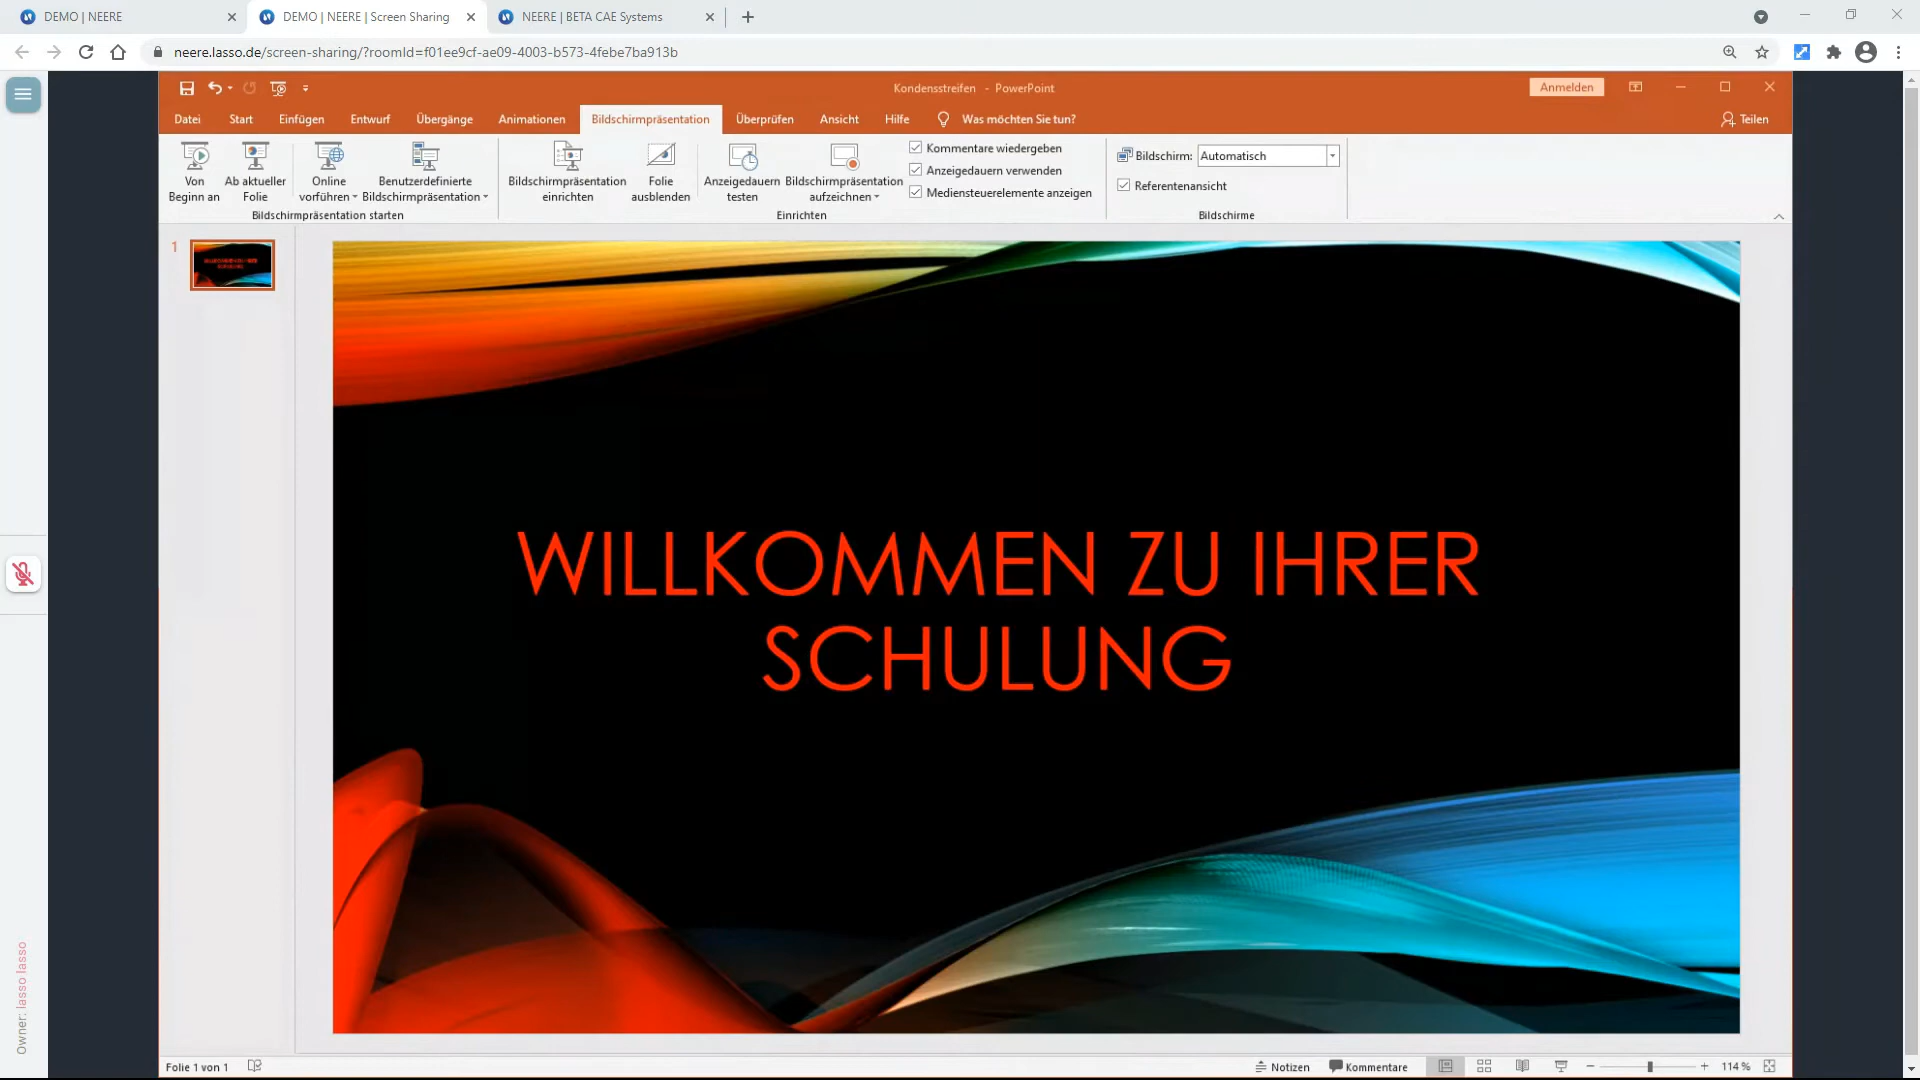 DEMO | NEERE
DEMO | NEERE | Screen Sharing
NEERE | BETA CAE Systems
neere.lasso.de/screen-sharing/?roomId=f01ee9cf-ae09-4003-b573-4febe7ba913b
Kondensstreifen - PowerPoint
Anmelden
Datei Start Einfügen Entwurf Übergänge Animationen Bildschirmpräsentation Überprüfen Ansicht Hilfe Was möchten Sie tun? Teilen
Von
Beginn an
Ab aktueller
Folie
Online
vorführen
Benutzerdefinierte
Bildschirmpräsentation
Bildschirmpräsentation starten
Bildschirmpräsentation
einrichten
Folie
ausblenden
Anzeigedauern
testen
Bildschirmpräsentation
aufzeichnen
Kommentare wiedergeben
Anzeigedauern verwenden
Mediensteuerelemente anzeigen
Einrichten
Bildschirm: Automatisch
Referentenansicht
Bildschirme
1
WILLKOMMEN ZU IHRER
SCHULUNG
Owner: lasso lasso
Folie 1 von 1
Notizen
Kommentare
114 %